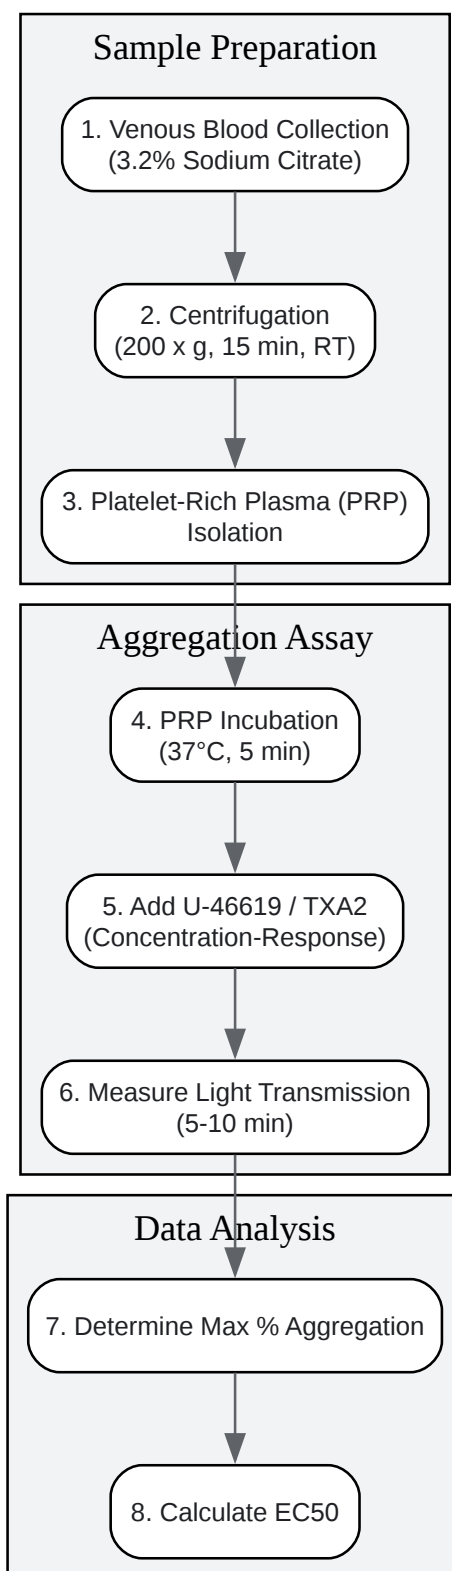 Sample Preparation
1. Venous Blood Collection
(3.2% Sodium Citrate)
2. Centrifugation
(200 x g, 15 min, RT)
3. Platelet-Rich Plasma (PRP)
Isolation
Aggregation Assay
4. PRP Incubation
(37°C, 5 min)
5. Add U-46619 / TXA2
(Concentration-Response)
6. Measure Light Transmission
(5-10 min)
Data Analysis
7. Determine Max % Aggregation
8. Calculate EC50